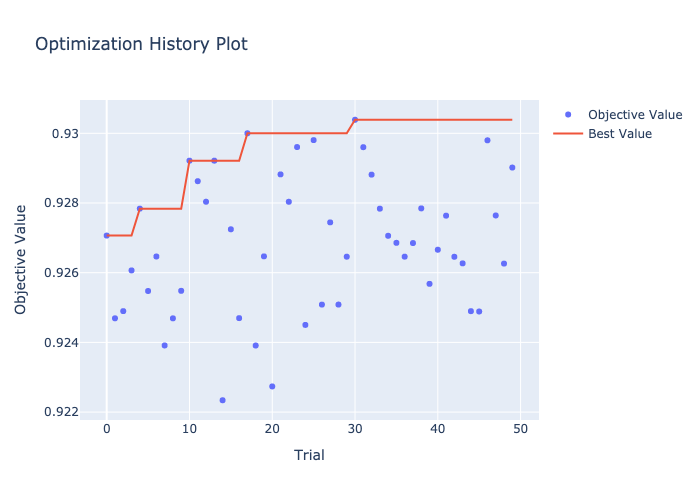 Optimization History Plot
Objective Value
Best Value
0.93
0.928
0.926
0.924
0.922
Objective Value
0 10 20 30 40 50
Trial